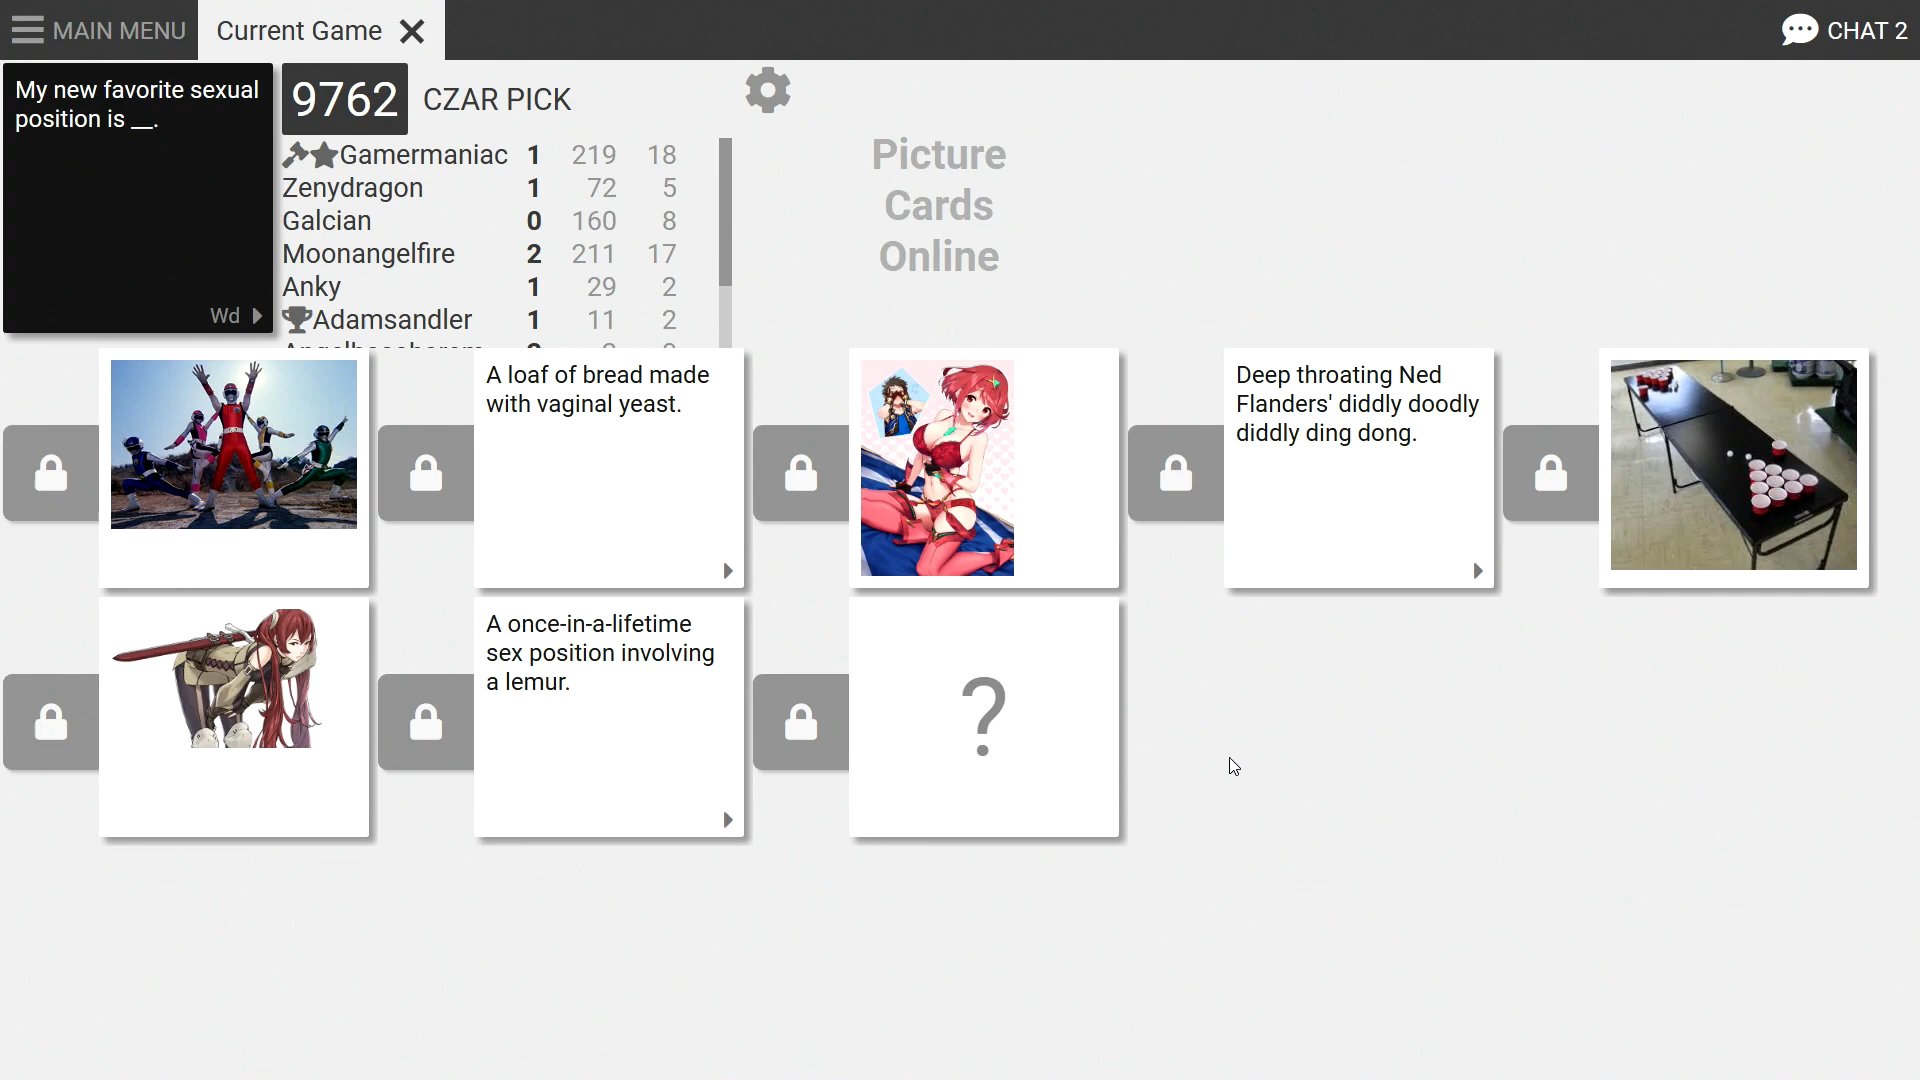 MAIN MENU
Current Game
CHAT 2
My new favorite sexual
position is __.
Wd
9762
CZAR PICK
Gamermaniac 1 219 18
Zenydragon 1 72 5
Galcian 0 160 8
Moonangelfire 2 211 17
Anky 1 29 2
Adamsandler 1 11 2
Picture
Cards
Online
A loaf of bread made
with vaginal yeast.
Deep throating Ned
Flanders' diddly doodly
diddly ding dong.
A once-in-a-lifetime
sex position involving
a lemur.
?